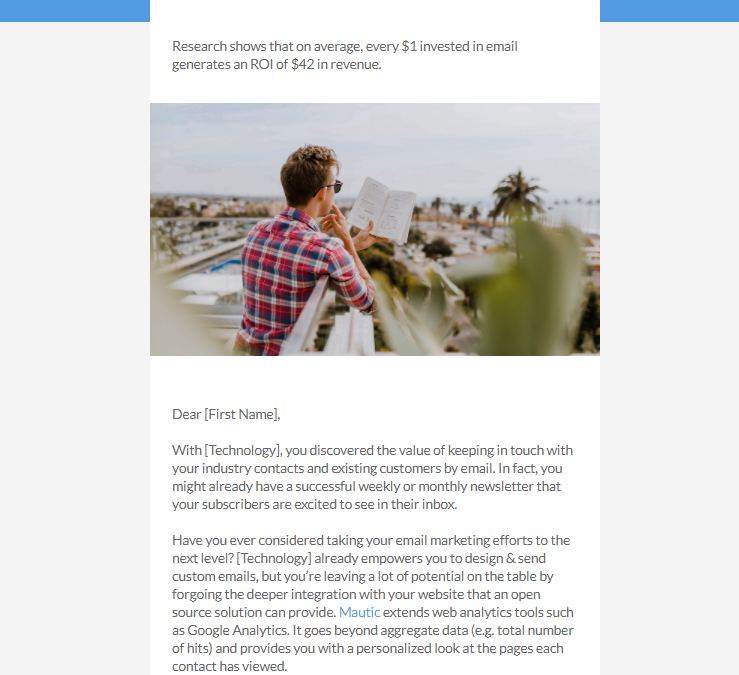 Research shows that on average, every $1 invested in email
generates an ROI of $42 in revenue.
Dear [First Name],
With [Technology], you discovered the value of keeping in touch with
your industry contacts and existing customers by email. In fact, you
might already have a successful weekly or monthly newsletter that
your subscribers are excited to see in their inbox.
Have you ever considered taking your email marketing efforts to the
next level? [Technology] already empowers you to design & send
custom emails, but you’re leaving a lot of potential on the table by
forgoing the deeper integration with your website that an open
source solution can provide. Mautic extends web analytics tools such
as Google Analytics. It goes beyond aggregate data (e.g. total number
of hits) and provides you with a personalized look at the pages each
contact has viewed.